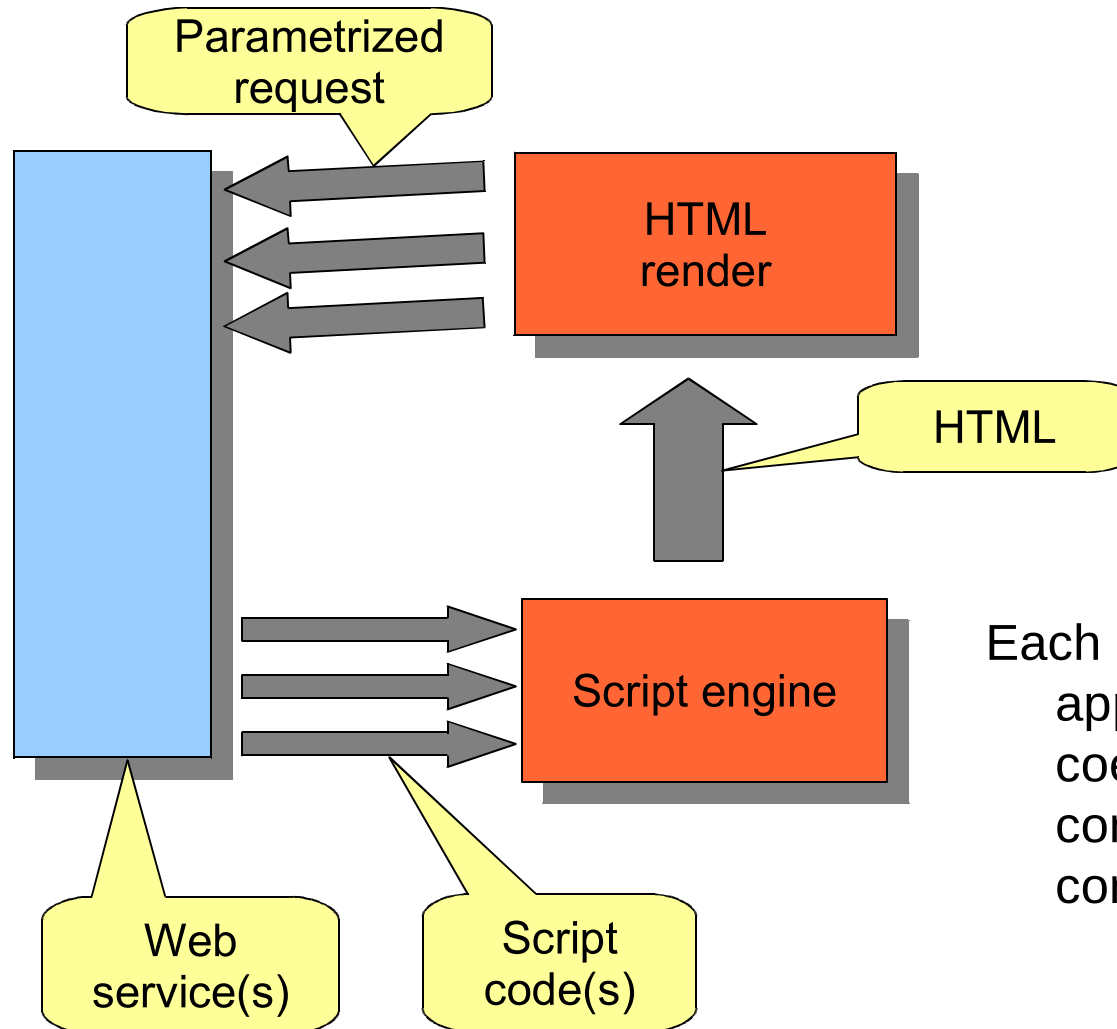 Parametrized
request
HTML
render
HTML
Script engine
Each
Web
service(s)
Script
code(s)